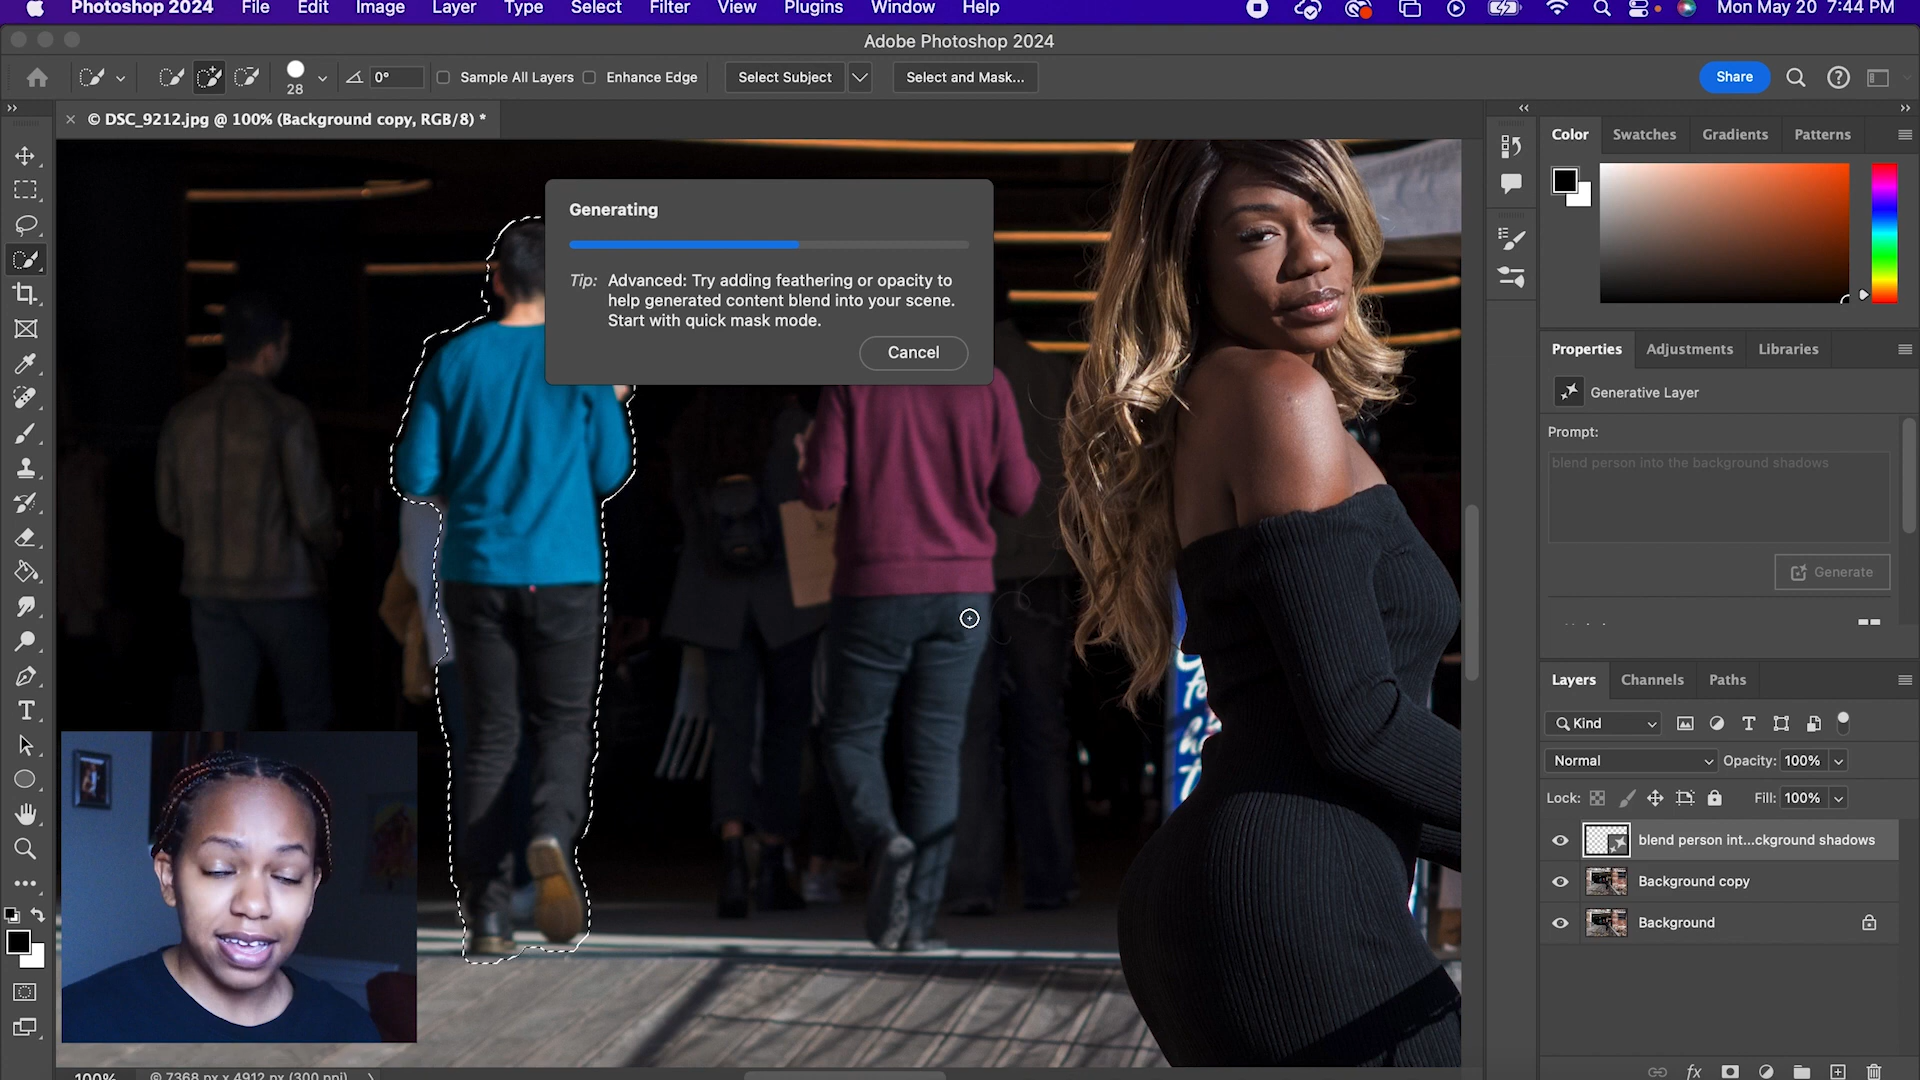 Photoshop 2024 File Edit Image Layer Type Select Filter View Plugins Window Help Mon May 20 7:44 PM
Adobe Photoshop 2024
28 0° Sample All Layers Enhance Edge Select Subject Select and Mask... Share
× © DSC_9212.jpg @ 100% (Background copy, RGB/8) *
Color Swatches Gradients Patterns
Generating
Tip: Advanced: Try adding feathering or opacity to
help generated content blend into your scene.
Start with quick mask mode.
Cancel
Properties Adjustments Libraries
Generative Layer
Prompt:
blend person into the background shadows
Generate
Layers Channels Paths
Kind
Normal Opacity: 100%
Lock: Fill: 100%
blend person int...ckground shadows
Background copy
Background
fx
100% © 7368 px x 4912 px (300 ppi)